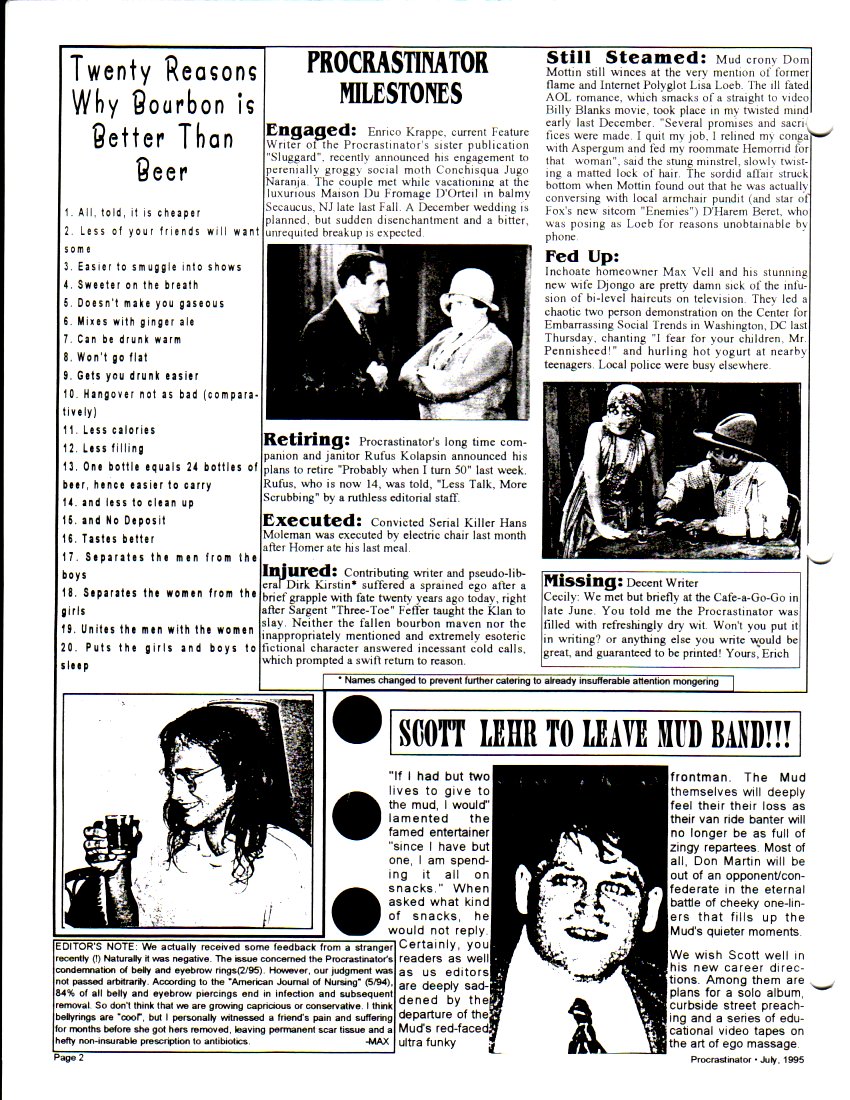 Twenty Reasons
Why Bourbon is
Better Than
Beer
1. All, told, it is cheaper
2. Less of your friends will want
some
3. Easier to smuggle into shows
4. Sweeter on the breath
5. Doesn't make you gaseous
6. Mixes with ginger ale
7. Can be drunk warm
8. Won't go flat
9. Gets you drunk easier
10. Hangover not as bad (compara-
tively)
11. Less calories
12. Less filling
13. One bottle equals 24 bottles of
beer, hence easier to carry
14. and less to clean up
15. and No Deposit
16. Tastes better
17. Separates the men from the
boys
18. Separates the women from the
girls
19. Unites the men with the women
20. Puts the girls and boys to
sleep
PROCRASTINATOR
MILESTONES
Engaged: Enrico Krappe, current Feature
Writer of the Procrastinator's sister publication
"Sluggard", recently announced his engagement to
perenially groggy social moth Conchisqua Jugo
Naranja. The couple met while vacationing at the
luxurious Maison Du Fromage D'Orteil in balmy
Secaucus, NJ late last Fall. A December wedding is
planned, but sudden disenchantment and a bitter,
unrequited breakup is expected.
Retiring: Procrastinator's long time com-
panion and janitor Rufus Kolapsin announced his
plans to retire "Probably when I turn 50" last week.
Rufus, who is now 14, was told, "Less Talk, More
Scrubbing" by a ruthless editorial staff.
Executed: Convicted Serial Killer Hans
Moleman was executed by electric chair last month
after Homer ate his last meal.
Injured: Contributing writer and pseudo-lib-
eral Dirk Kirstin* suffered a sprained ego after a
brief grapple with fate twenty years ago today, right
after Sargent "Three-Toe" Feffer taught the Klan to
slay. Neither the fallen bourbon maven nor the
inappropriately mentioned and extremely esoteric
fictional character answered incessant cold calls,
which prompted a swift return to reason.
Still Steamed: Mud crony Dom
Mottin still winces at the very mention of former
flame and Internet Polyglot Lisa Loeb. The ill fated
AOL romance, which smacks of a straight to video
Billy Blanks movie, took place in my twisted mind
early last December. "Several promises and sacri-
fices were made. I quit my job, I relined my conga
with Aspergum and fed my roommate Hemorrid for
that woman", said the stung minstrel, slowly twist-
ing a matted lock of hair. The sordid affair struck
bottom when Mottin found out that he was actually
conversing with local armchair pundit (and star of
Fox's new sitcom "Enemies") D'Harem Beret, who
was posing as Loeb for reasons unobtainable by
phone.
Fed Up:
Inchoate homeowner Max Vell and his stunning
new wife Djongo are pretty damn sick of the infu-
sion of bi-level haircuts on television. They led a
chaotic two person demonstration on the Center for
Embarrassing Social Trends in Washington, DC last
Thursday, chanting "I fear for your children, Mr.
Pennisheed!" and hurling hot yogurt at nearby
teenagers. Local police were busy elsewhere.
Missing: Decent Writer
Cecily: We met but briefly at the Cafe-a-Go-Go in
late June. You told me the Procrastinator was
filled with refreshingly dry wit. Won't you put it
in writing? or anything else you write would be
great, and guaranteed to be printed! Yours, Erich
* Names changed to prevent further catering to already insufferable attention mongering
EDITOR'S NOTE: We actually received some feedback from a stranger
recently (!) Naturally it was negative. The issue concerned the Procrastinator's
condemnation of belly and eyebrow rings(2/95). However, our judgment was
not passed arbitrarily. According to the "American Journal of Nursing" (5/94),
84% of all belly and eyebrow piercings end in infection and subsequent
removal. So don't think that we are growing capricious or conservative. I think
bellyrings are "cool", but I personally witnessed a friend's pain and suffering
for months before she got hers removed, leaving permanent scar tissue and a
hefty non-insurable prescription to antibiotics. -MAX
SCOTT LEHR TO LEAVE MUD BAND!!!
"If I had but two
lives to give to
the mud, I would"
lamented the
famed entertainer
"since I have but
one, I am spend-
ing it all on
snacks." When
asked what kind
of snacks, he
would not reply.
Certainly, you
readers as well
as us editors
are deeply sad-
dened by the
departure of the
Mud's red-faced
ultra funky
frontman. The Mud
themselves will deeply
feel their their loss as
their van ride banter will
no longer be as full of
zingy repartees. Most of
all, Don Martin will be
out of an opponent/con-
federate in the eternal
battle of cheeky one-lin-
ers that fills up the
Mud's quieter moments.
We wish Scott well in
his new career direc-
tions. Among them are
plans for a solo album,
curbside street preach-
ing and a series of edu-
cational video tapes on
the art of ego massage.
Page 2
Procrastinator • July, 1995